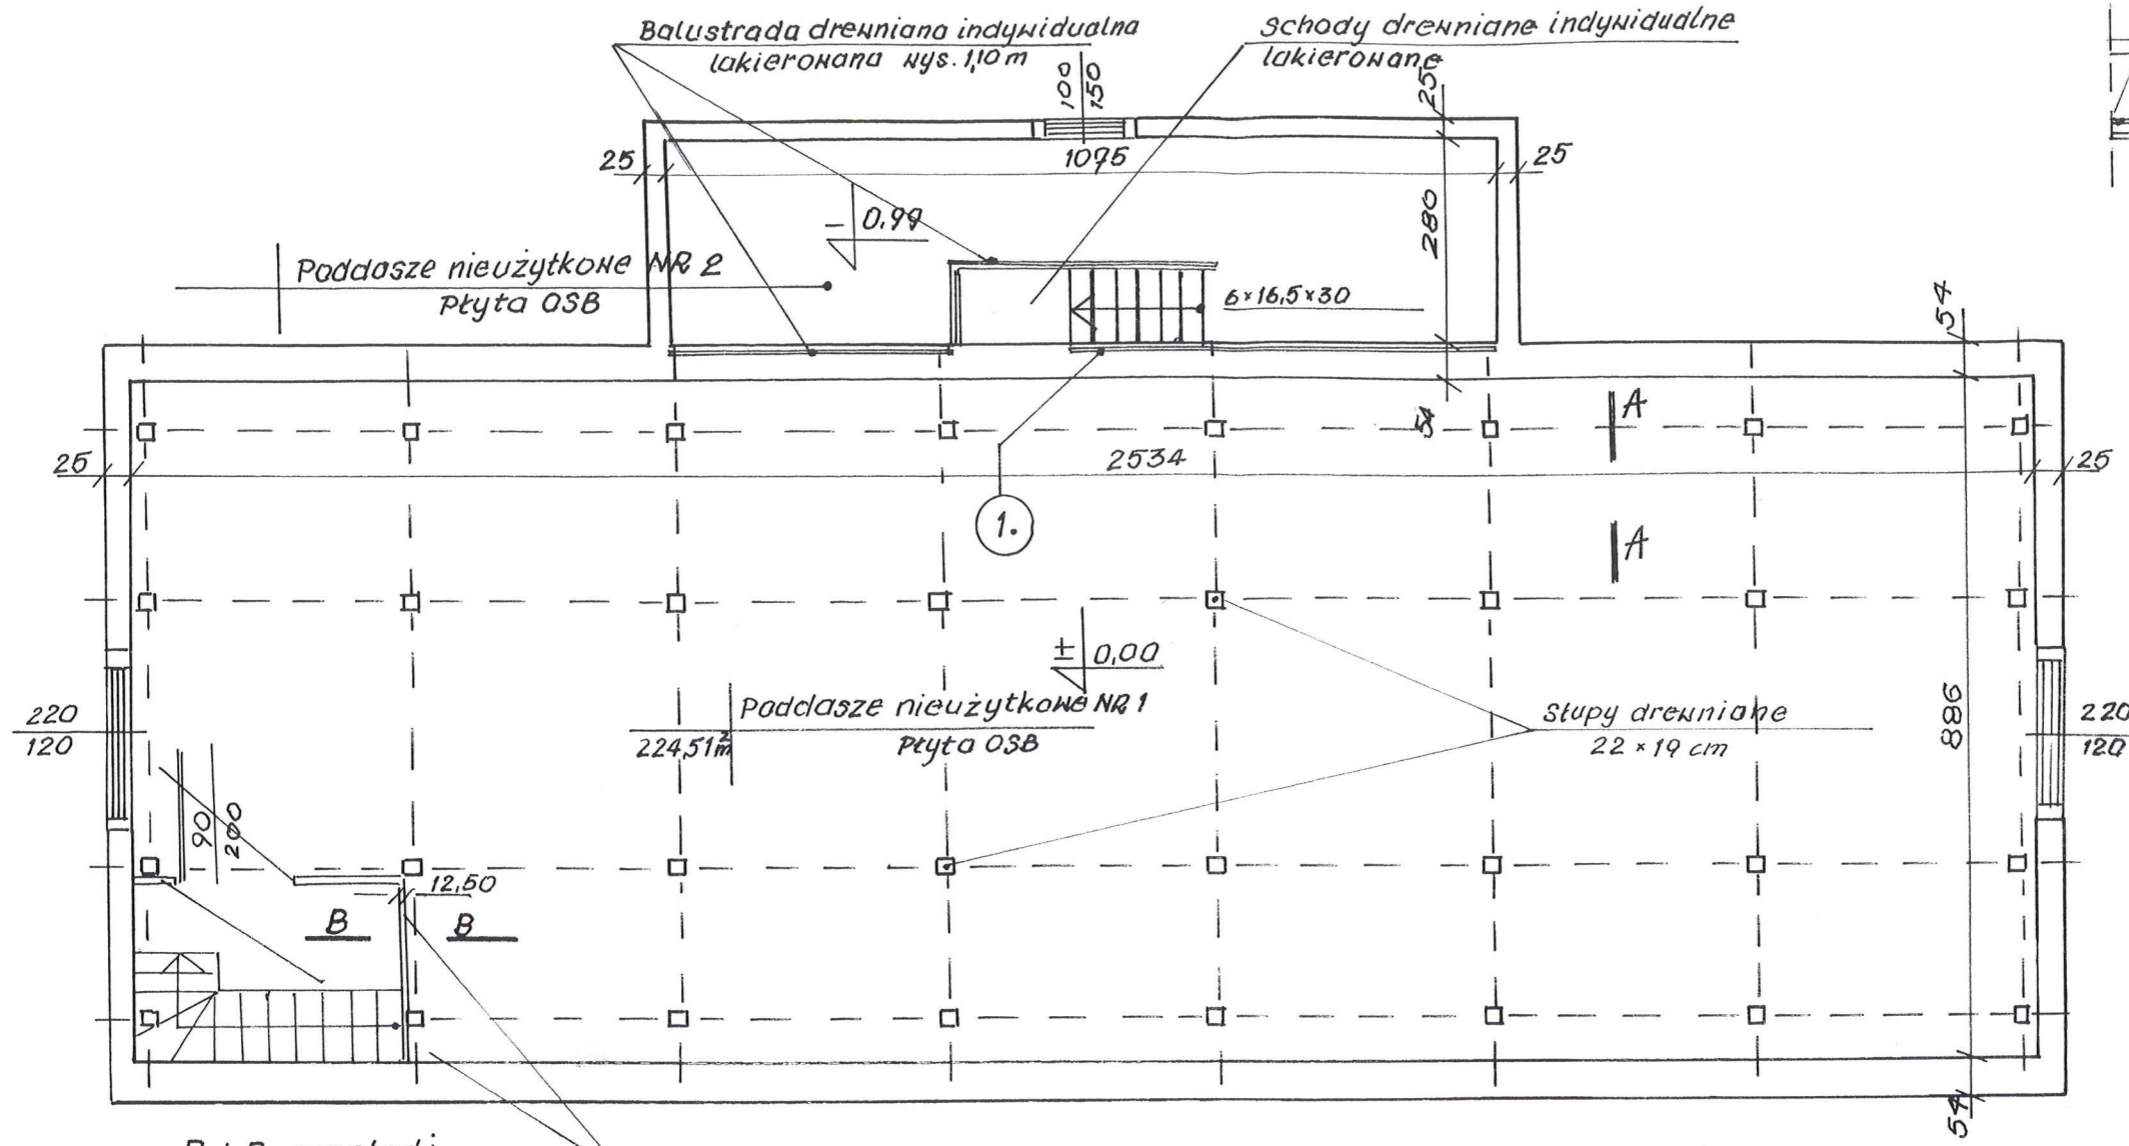 Balustrada drewniana indywidualna
lakierowana wys. 1,10 m
Schody drewniane indywidualne
lakierowane
100
150
25
25
1075
25
- 0,99
280
Poddasze nieużytkowe NR 2
Płyta OSB
6×16,5×30
54
A
54
25
2534
25
1.
A
± 0,00
220
120
Poddasze nieużytkowe NR 1
224,51 m²
Płyta OSB
Słupy drewniane
22×19 cm
886
220
120
90
200
12,50
B
B
54